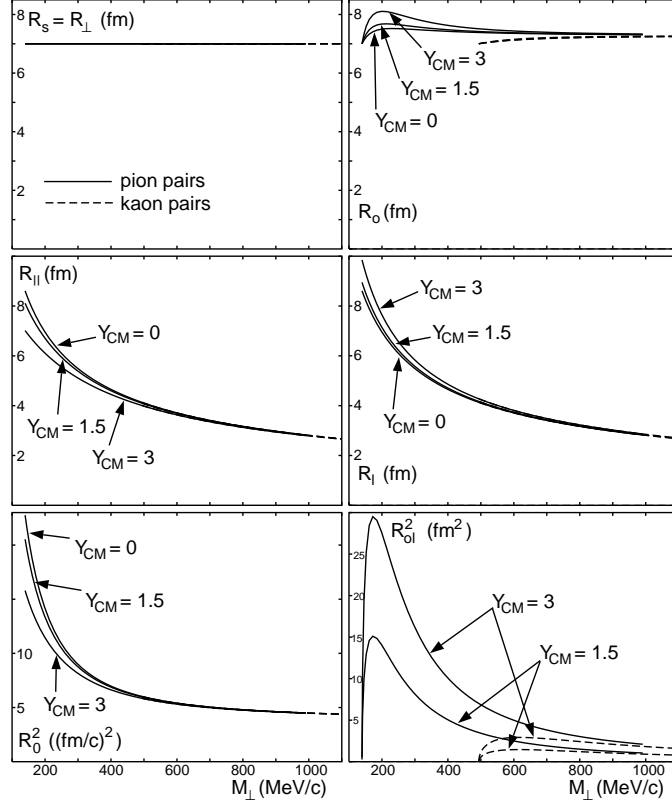 R_s = R_⊥ (fm)
8
6
4
2
pion pairs
kaon pairs
8
6
4
2
Y_CM = 3
Y_CM = 1.5
Y_CM = 0
R_o (fm)
R_|| (fm)
8
6
4
2
Y_CM = 0
Y_CM = 1.5
Y_CM = 3
8
6
4
2
Y_CM = 3
Y_CM = 1.5
Y_CM = 0
R_l (fm)
10
5
Y_CM = 0
Y_CM = 1.5
Y_CM = 3
R_0^2 ((fm/c)^2)
R_ol^2 (fm^2)
25
20
15
10
5
Y_CM = 3
Y_CM = 1.5
200 400 600 800 1000
M_⊥ (MeV/c)
200 400 600 800 1000
M_⊥ (MeV/c)